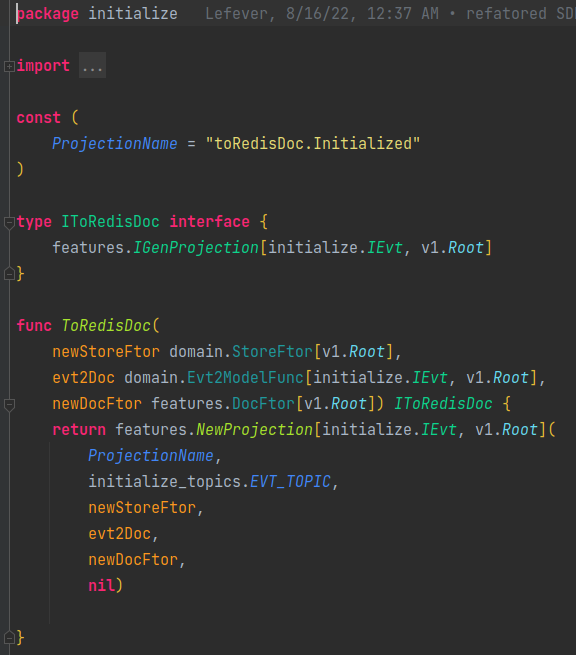 package initialize   Lefever, 8/16/22, 12:37 AM • refatored SD
import ...
const (
    ProjectionName = "toRedisDoc.Initialized"
)
type IToRedisDoc interface {
    features.IGenProjection[initialize.IEvt, v1.Root]
}
func ToRedisDoc(
    newStoreFtor domain.StoreFtor[v1.Root],
    evt2Doc domain.Evt2ModelFunc[initialize.IEvt, v1.Root],
    newDocFtor features.DocFtor[v1.Root]) IToRedisDoc {
    return features.NewProjection[initialize.IEvt, v1.Root](
        ProjectionName,
        initialize_topics.EVT_TOPIC,
        newStoreFtor,
        evt2Doc,
        newDocFtor,
        nil)
}